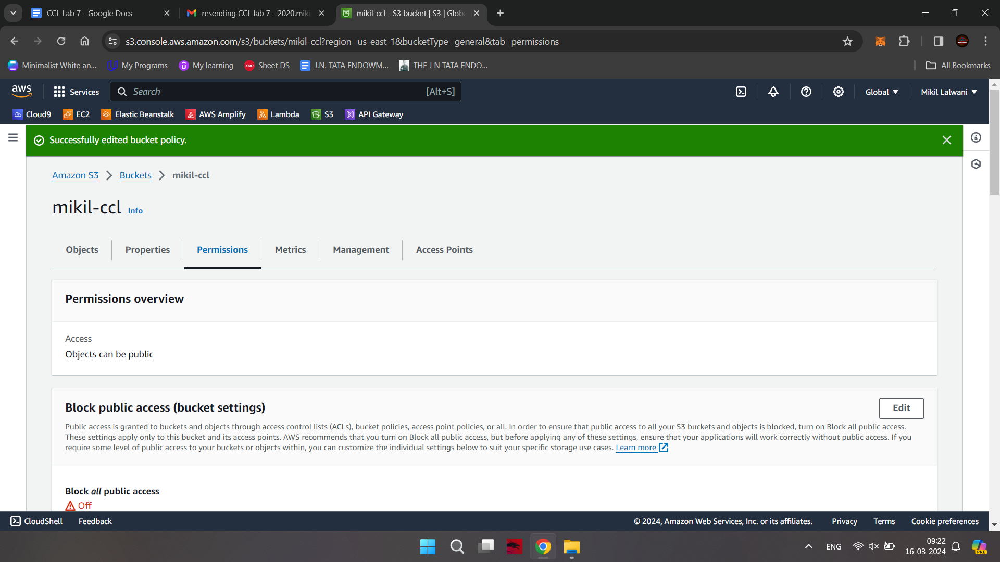 CCL Lab 7 - Google Docs
resending CCL lab 7 - 2020.miki
mikil-ccl - S3 bucket | S3 | Globa
s3.console.aws.amazon.com/s3/buckets/mikil-ccl?region=us-east-1&bucketType=general&tab=permissions
Minimalist White an...
My Programs
My learning
TUF
Sheet DS
J.N. TATA ENDOWM...
THE J N TATA ENDO...
All Bookmarks
aws
Services
Search
[Alt+S]
Global
Mikil Lalwani
Cloud9
EC2
Elastic Beanstalk
AWS Amplify
Lambda
S3
API Gateway
Successfully edited bucket policy.
Amazon S3
Buckets
mikil-ccl
mikil-ccl
Info
Objects
Properties
Permissions
Metrics
Management
Access Points
Permissions overview
Access
Objects can be public
Block public access (bucket settings)
Edit
Public access is granted to buckets and objects through access control lists (ACLs), bucket policies, access point policies, or all. In order to ensure that public access to all your S3 buckets and objects is blocked, turn on Block all public access.
These settings apply only to this bucket and its access points. AWS recommends that you turn on Block all public access, but before applying any of these settings, ensure that your applications will work correctly without public access. If you
require some level of public access to your buckets or objects within, you can customize the individual settings below to suit your specific storage use cases. Learn more
Block all public access
Off
CloudShell
Feedback
© 2024, Amazon Web Services, Inc. or its affiliates.
Privacy
Terms
Cookie preferences
ENG
09:22
16-03-2024
PRE